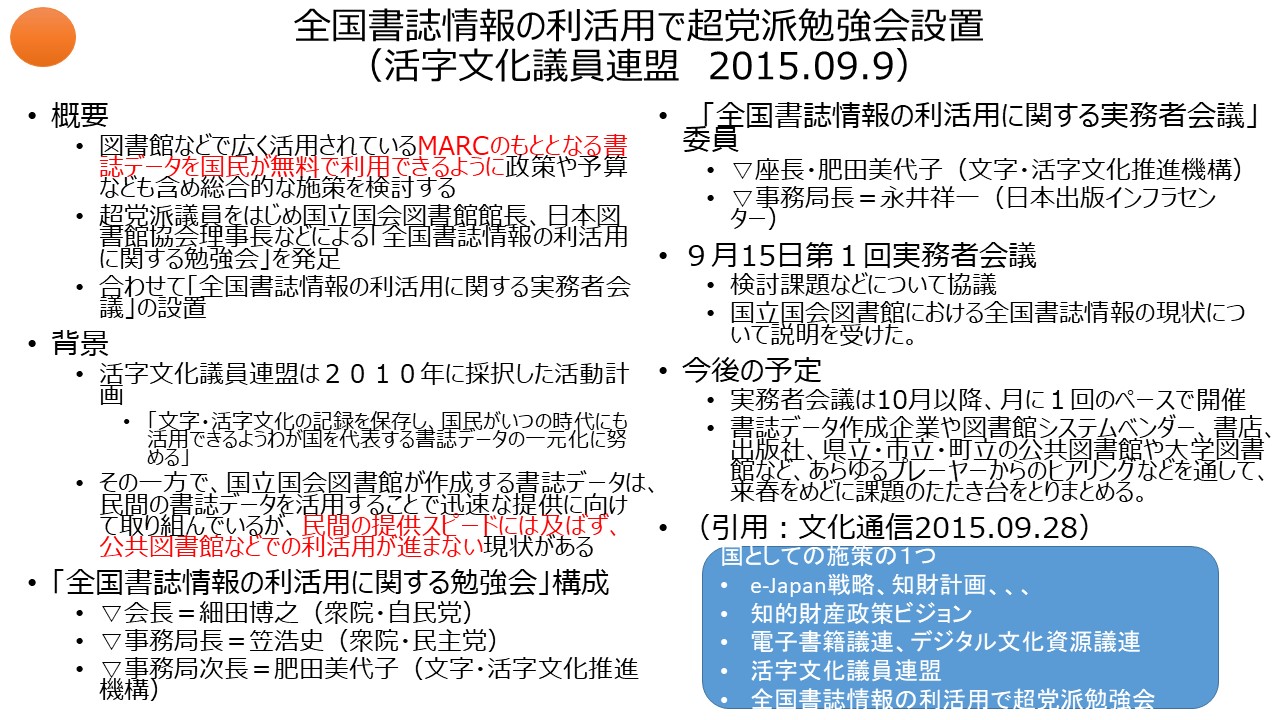 全国書誌情報の利活用で超党派勉強会設置
（活字文化議員連盟　2015.09.9）
• 概要
• 図書館などで広く活用されているMARCのもととなる書
誌データを国民が無料で利用できるように政策や予算
なども含め総合的な施策を検討する
• 超党派議員をはじめ国立国会図書館館長、日本図
書館協会理事長などによる「全国書誌情報の利活用
に関する勉強会」を発足
• 合わせて「全国書誌情報の利活用に関する実務者会
議」の設置
• 背景
• 活字文化議員連盟は２０１０年に採択した活動計
画
• 「文字・活字文化の記録を保存し、国民がいつの時代にも
活用できるようわが国を代表する書誌データの一元化に努
める」
• その一方で、国立国会図書館が作成する書誌データは、
民間の書誌データを活用することで迅速な提供に向け
て取り組んでいるが、民間の提供スピードには及ばず、
公共図書館などでの利活用が進まない現状がある
• 「全国書誌情報の利活用に関する勉強会」構成
• ▽会長＝細田博之（衆院・自民党）
• ▽事務局長＝笠浩史（衆院・民主党）
• ▽事務局次長＝肥田美代子（文字・活字文化推進
機構）
• 「全国書誌情報の利活用に関する実務者会議」
委員
• ▽座長・肥田美代子（文字・活字文化推進機構）
• ▽事務局長＝永井祥一（日本出版インフラセン
ター）
• ９月15日第１回実務者会議
• 検討課題などについて協議
• 国立国会図書館における全国書誌情報の現状につ
いて説明を受けた。
• 今後の予定
• 実務者会議は10月以降、月に１回のペースで開催
• 書誌データ作成企業や図書館システムベンダー、書店、
出版社、県立・市立・町立の公共図書館や大学図書
館など、あらゆるプレーヤーからのヒアリングなどを通して、
来春をめどに課題のたたき台をとりまとめる。
• （引用：文化通信2015.09.28）
国としての施策の１つ
• e-Japan戦略、知財計画、、、
• 知的財産政策ビジョン
• 電子書籍議連、デジタル文化資源議連
• 活字文化議員連盟
• 全国書誌情報の利活用で超党派勉強会